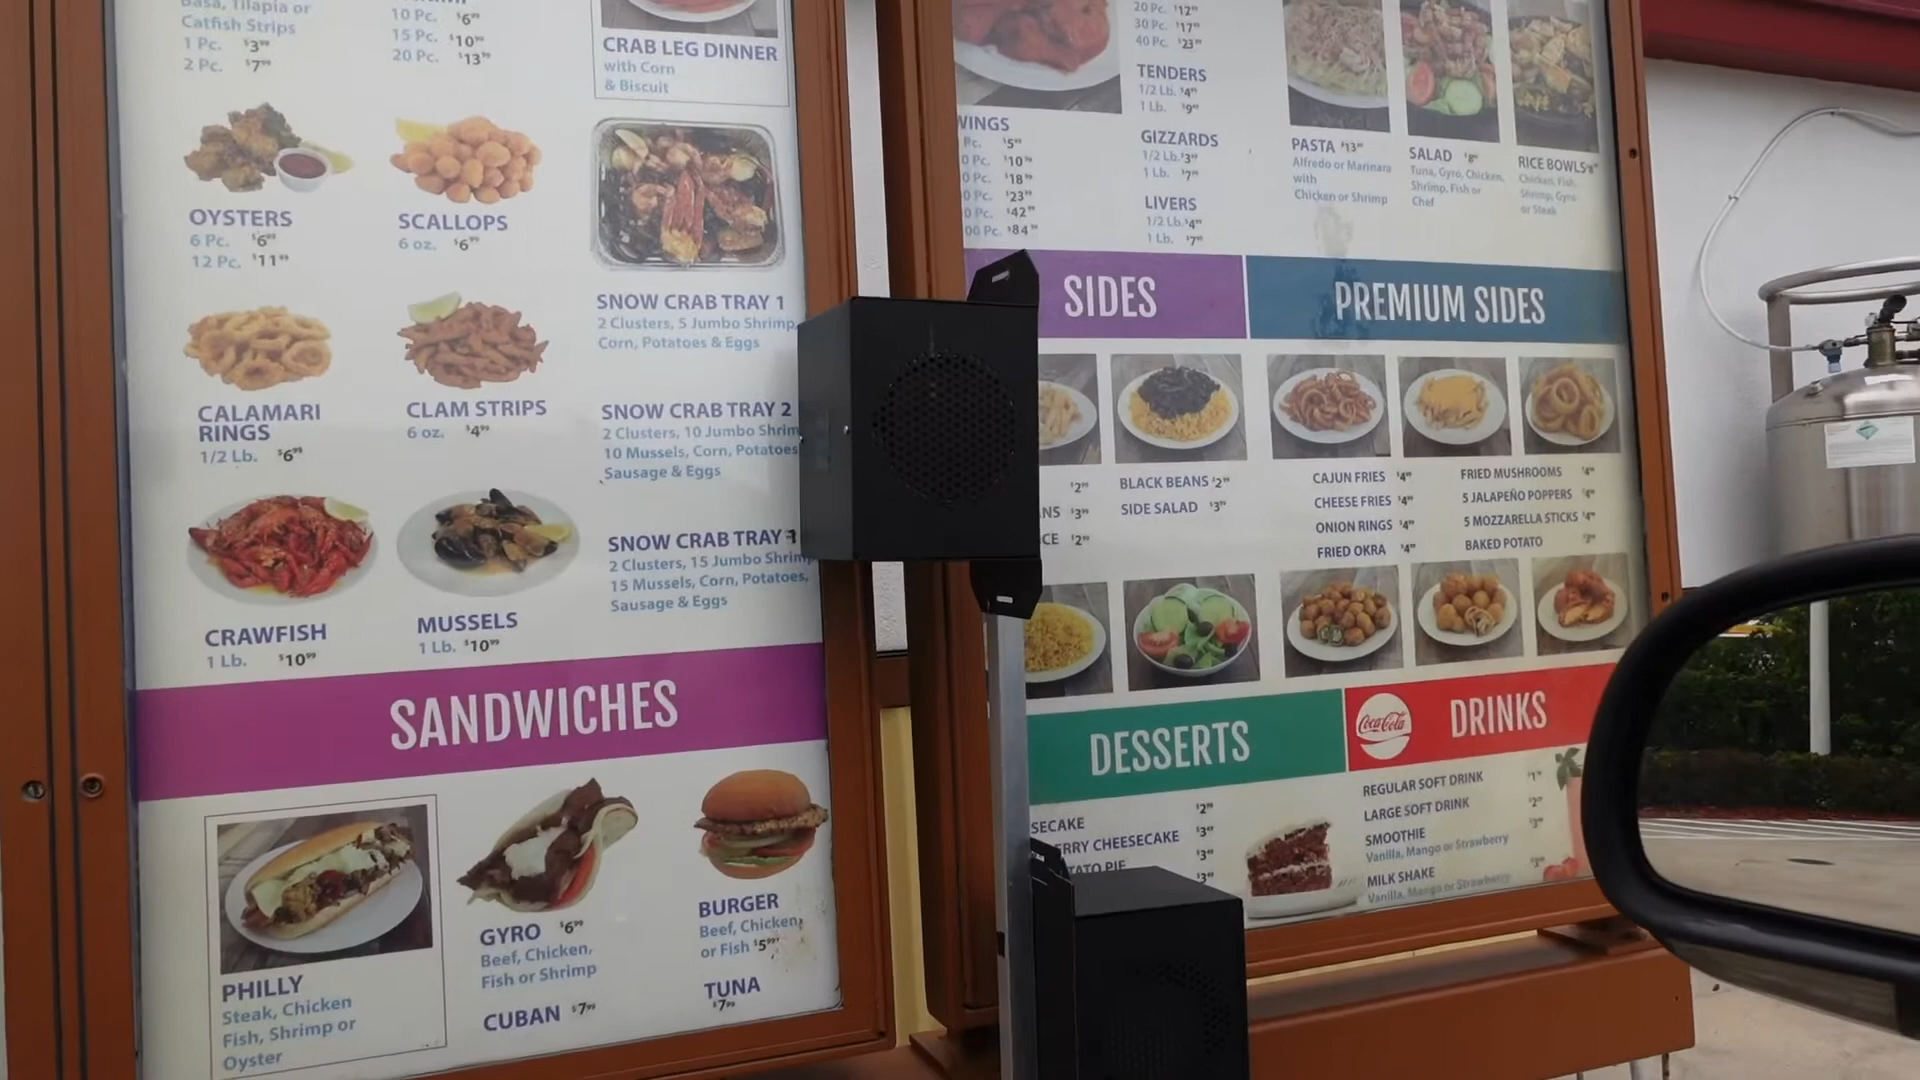 Basa, Tilapia or
Catfish Strips
1 Pc. $3⁹⁹
2 Pc. $7⁹⁹
10 Pc. $6⁹⁹
15 Pc. $10⁹⁹
20 Pc. $13⁹⁹
CRAB LEG DINNER
with Corn
& Biscuit
OYSTERS
6 Pc. $6⁹⁹
12 Pc. $11⁹⁹
SCALLOPS
6 oz. $6⁹⁹
SNOW CRAB TRAY 1
2 Clusters, 5 Jumbo Shrimp,
Corn, Potatoes & Eggs
CALAMARI
RINGS
1/2 Lb. $6⁹⁹
CLAM STRIPS
6 oz. $4⁹⁹
SNOW CRAB TRAY 2
2 Clusters, 10 Jumbo Shrim
10 Mussels, Corn, Potatoes
Sausage & Eggs
CRAWFISH
1 Lb. $10⁹⁹
MUSSELS
1 Lb. $10⁹⁹
SNOW CRAB TRAY
2 Clusters, 15 Jumbo Shrim
15 Mussels, Corn, Potatoes,
Sausage & Eggs
SANDWICHES
PHILLY
Steak, Chicken
Fish, Shrimp or
Oyster
GYRO $6⁹⁹
Beef, Chicken,
Fish or Shrimp
CUBAN $7⁹⁹
BURGER
Beef, Chicken,
or Fish $5⁹⁹
TUNA
$7⁹⁹
20 Pc. $12⁹⁹
30 Pc. $17⁹⁹
40 Pc. $23⁹⁹
TENDERS
1/2 Lb. $4⁹⁹
1 Lb. $9⁹⁹
WINGS
Pc. $5⁹⁹
0 Pc. $10⁹⁹
0 Pc. $18⁹⁹
0 Pc. $23⁹⁹
0 Pc. $42⁹⁹
00 Pc. $84⁹⁹
GIZZARDS
1/2 Lb. $3⁹⁹
1 Lb. $7⁹⁹
LIVERS
1/2 Lb. $4⁹⁹
1 Lb. $7⁹⁹
PASTA $13⁹⁹
Alfredo or Marinara
with
Chicken or Shrimp
SALAD $8⁹⁹
Tuna, Gyro, Chicken,
Shrimp, Fish or
Chef
RICE BOWLS
Chicken, Fish,
Shrimp, Gyro
or Steak
SIDES
PREMIUM SIDES
$2⁹⁹
NS $3⁹⁹
CE $2⁹⁹
BLACK BEANS $2⁹⁹
SIDE SALAD $3⁹⁹
CAJUN FRIES $4⁹⁹
CHEESE FRIES $4⁹⁹
ONION RINGS $4⁹⁹
FRIED OKRA $4⁹⁹
FRIED MUSHROOMS $4⁹⁹
5 JALAPEÑO POPPERS $4⁹⁹
5 MOZZARELLA STICKS $4⁹⁹
BAKED POTATO
DESSERTS
SECAKE $2⁹⁹
ERRY CHEESECAKE $3⁹⁹
TATO PIE $3⁹⁹
$3⁹⁹
Coca-Cola
DRINKS
REGULAR SOFT DRINK $1⁹⁹
LARGE SOFT DRINK $2⁹⁹
SMOOTHIE $3⁹⁹
Vanilla, Mango or Strawberry
MILK SHAKE $3⁹⁹
Vanilla, Mango or Strawberry